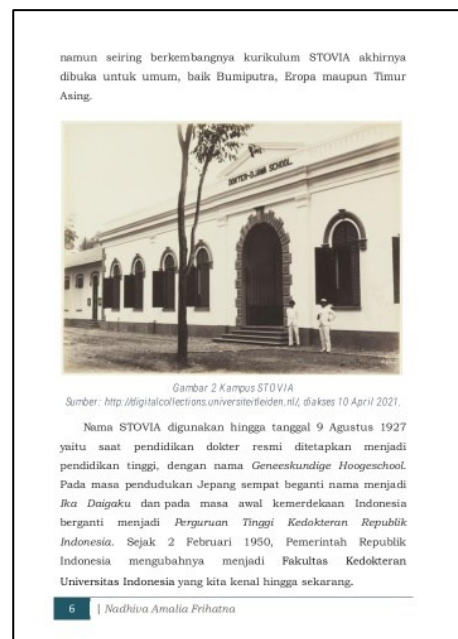 namun seiring berkembangnya kurikulum STOVIA akhirnya
dibuka untuk umum, baik Bumiputra, Eropa maupun Timur
Asing.
DOKTER-DJAWA SCHOOL.
Gambar 2 Kampus STOVIA
Sumber: http://digitalcollections.universiteitleiden.nl/, diakses 10 April 2021.
Nama STOVIA digunakan hingga tanggal 9 Agustus 1927
yaitu saat pendidikan dokter resmi ditetapkan menjadi
pendidikan tinggi, dengan nama Geneeskundige Hoogeschool.
Pada masa pendudukan Jepang sempat beganti nama menjadi
Ika Daigaku dan pada masa awal kemerdekaan Indonesia
berganti menjadi Perguruan Tinggi Kedokteran Republik
Indonesia. Sejak 2 Februari 1950, Pemerintah Republik
Indonesia mengubahnya menjadi Fakultas Kedokteran
Universitas Indonesia yang kita kenal hingga sekarang.
6 | Nadhiva Amalia Frihatna